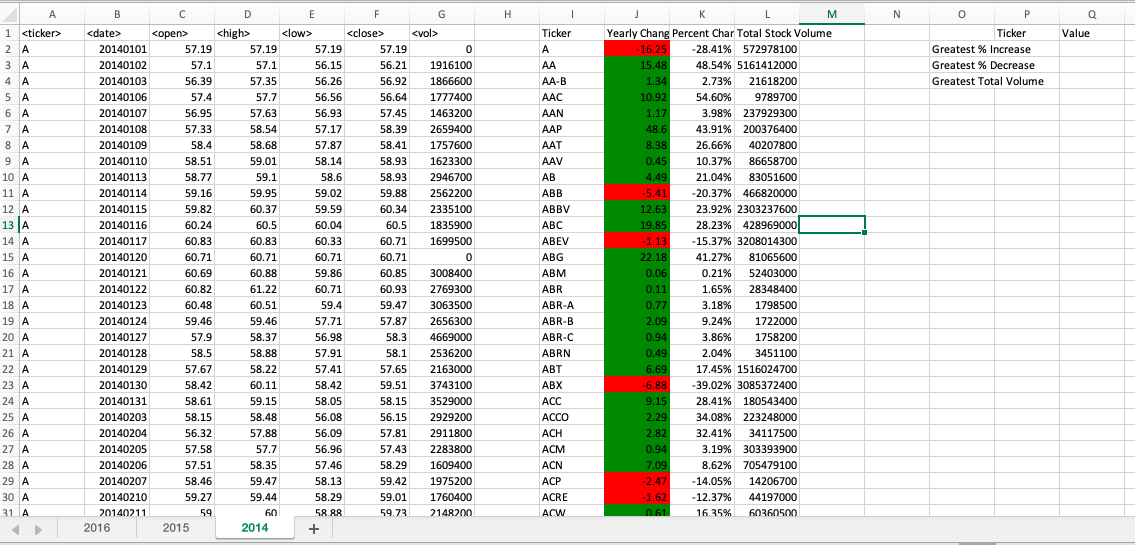 A B C D E F G H I J K L M N O P Q
1 <ticker> <date> <open> <high> <low> <close> <vol> Ticker Yearly Chang Percent Char Total Stock Volume Ticker Value
2 A 20140101 57.19 57.19 57.19 57.19 0 A -16.25 -28.41% 572978100 Greatest % Increase
3 A 20140102 57.1 57.1 56.15 56.21 1916100 AA 15.48 48.54% 5161412000 Greatest % Decrease
4 A 20140103 56.39 57.35 56.26 56.92 1866600 AA-B 1.34 2.73% 21618200 Greatest Total Volume
5 A 20140106 57.4 57.7 56.56 56.64 1777400 AAC 10.92 54.60% 9789700
6 A 20140107 56.95 57.63 56.93 57.45 1463200 AAN 1.17 3.98% 237929300
7 A 20140108 57.33 58.54 57.17 58.39 2659400 AAP 48.6 43.91% 200376400
8 A 20140109 58.4 58.68 57.87 58.41 1757600 AAT 8.38 26.66% 40207800
9 A 20140110 58.51 59.01 58.14 58.93 1623300 AAV 0.45 10.37% 86658700
10 A 20140113 58.77 59.1 58.6 58.93 2946700 AB 4.49 21.04% 83051600
11 A 20140114 59.16 59.95 59.02 59.88 2562200 ABB -5.41 -20.37% 466820000
12 A 20140115 59.82 60.37 59.59 60.34 2335100 ABBV 12.63 23.92% 2303237600
13 A 20140116 60.24 60.5 60.04 60.5 1835900 ABC 19.85 28.23% 428969000
14 A 20140117 60.83 60.83 60.33 60.71 1699500 ABEV -1.13 -15.37% 3208014300
15 A 20140120 60.71 60.71 60.71 60.71 0 ABG 22.18 41.27% 81065600
16 A 20140121 60.69 60.88 59.86 60.85 3008400 ABM 0.06 0.21% 52403000
17 A 20140122 60.82 61.22 60.71 60.93 2769300 ABR 0.11 1.65% 28348400
18 A 20140123 60.48 60.51 59.4 59.47 3063500 ABR-A 0.77 3.18% 1798500
19 A 20140124 59.46 59.46 57.71 57.87 2656300 ABR-B 2.09 9.24% 1722000
20 A 20140127 57.9 58.37 56.98 58.3 4669000 ABR-C 0.94 3.86% 1758200
21 A 20140128 58.5 58.88 57.91 58.1 2536200 ABRN 0.49 2.04% 3451100
22 A 20140129 57.67 58.22 57.41 57.65 2163000 ABT 6.69 17.45% 1516024700
23 A 20140130 58.42 60.11 58.42 59.51 3743100 ABX -6.88 -39.02% 3085372400
24 A 20140131 58.61 59.15 58.05 58.15 3529000 ACC 9.15 28.41% 180543400
25 A 20140203 58.15 58.48 56.08 56.15 2929200 ACCO 2.29 34.08% 223248000
26 A 20140204 56.32 57.88 56.09 57.81 2911800 ACH 2.82 32.41% 34117500
27 A 20140205 57.58 57.7 56.96 57.43 2283800 ACM 0.94 3.19% 303393900
28 A 20140206 57.51 58.35 57.46 58.29 1609400 ACN 7.09 8.62% 705479100
29 A 20140207 58.46 59.47 58.13 59.42 1975200 ACP -2.47 -14.05% 14206700
30 A 20140210 59.27 59.44 58.29 59.01 1760400 ACRE -1.62 -12.37% 44197000
31 A 20140211 59 60 58.88 59.73 2148200 ACW 0.61 16.35% 60360500
2016 2015 2014 +